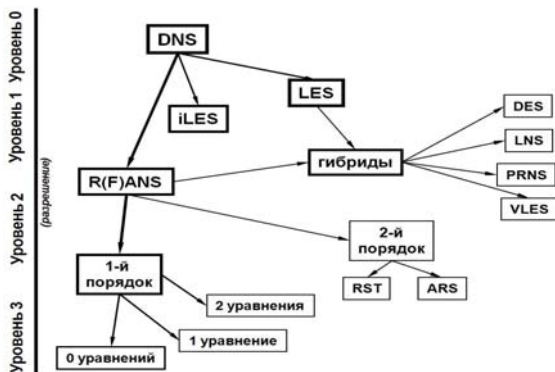 Уровень 0
Уровень 1
Уровень 2
Уровень 3
(разрешение)
DNS
LES
iLES
DES
LNS
гибриды
PRNS
R(F)ANS
VLES
2-й
порядок
1-й
порядок
RST
ARS
2 уравнения
1 уравнение
0 уравнений